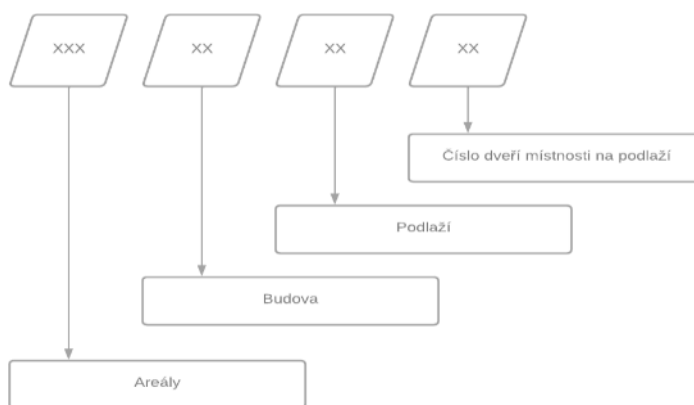 XXX
XX
XX
XX
Číslo dveří místnosti na podlaží
Podlaží
Budova
Areály